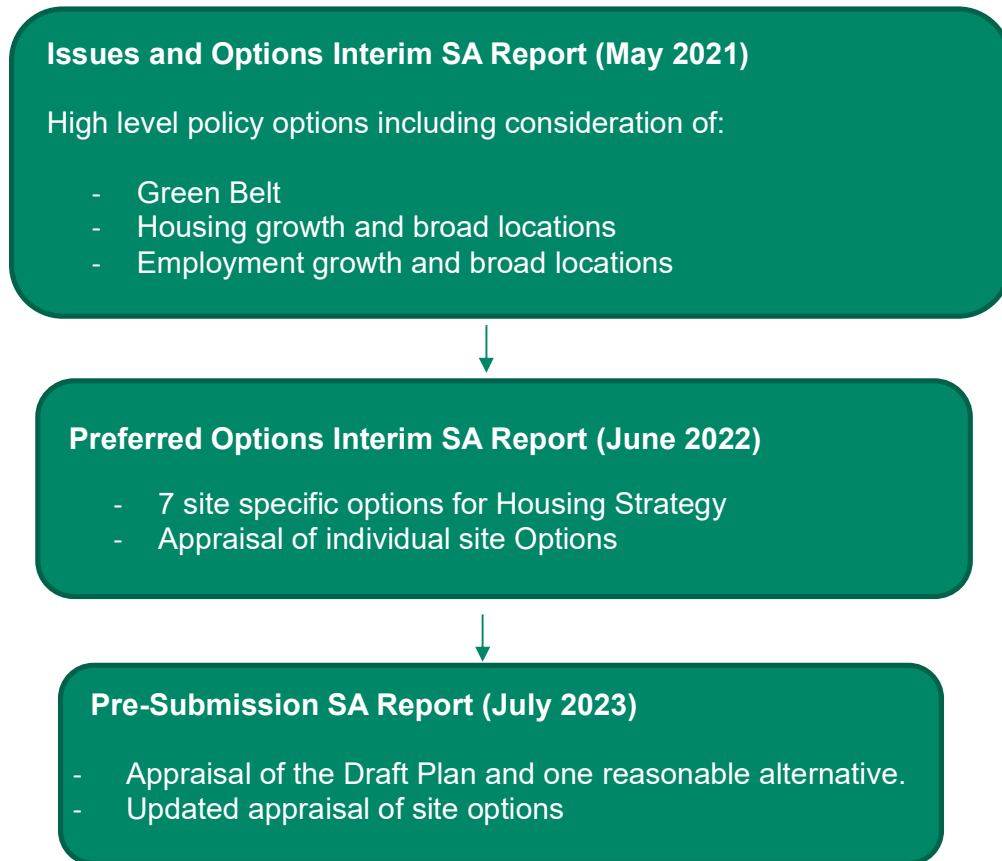 Issues and Options Interim SA Report (May 2021)
High level policy options including consideration of:
- Green Belt
- Housing growth and broad locations
- Employment growth and broad locations
Preferred Options Interim SA Report (June 2022)
- 7 site specific options for Housing Strategy
- Appraisal of individual site Options
Pre-Submission SA Report (July 2023)
- Appraisal of the Draft Plan and one reasonable alternative.
- Updated appraisal of site options